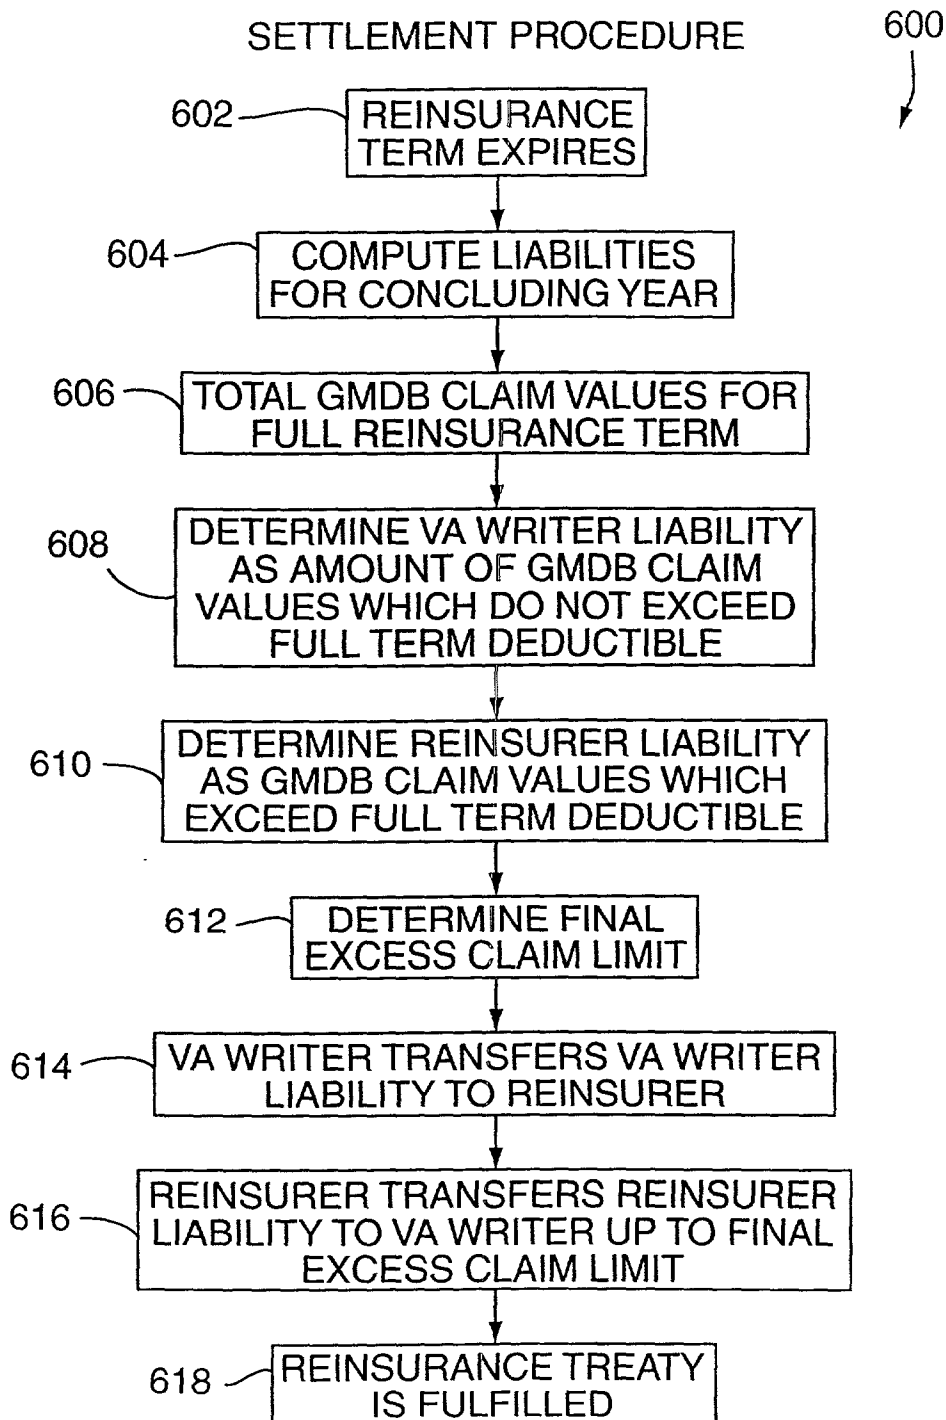 SETTLEMENT PROCEDURE
600
602
REINSURANCE
TERM EXPIRES
604
COMPUTE LIABILITIES
FOR CONCLUDING YEAR
606
TOTAL GMDB CLAIM VALUES FOR
FULL REINSURANCE TERM
608
DETERMINE VA WRITER LIABILITY
AS AMOUNT OF GMDB CLAIM
VALUES WHICH DO NOT EXCEED
FULL TERM DEDUCTIBLE
610
DETERMINE REINSURER LIABILITY
AS GMDB CLAIM VALUES WHICH
EXCEED FULL TERM DEDUCTIBLE
612
DETERMINE FINAL
EXCESS CLAIM LIMIT
614
VA WRITER TRANSFERS VA WRITER
LIABILITY TO REINSURER
616
REINSURER TRANSFERS REINSURER
LIABILITY TO VA WRITER UP TO FINAL
EXCESS CLAIM LIMIT
618
REINSURANCE TREATY
IS FULFILLED